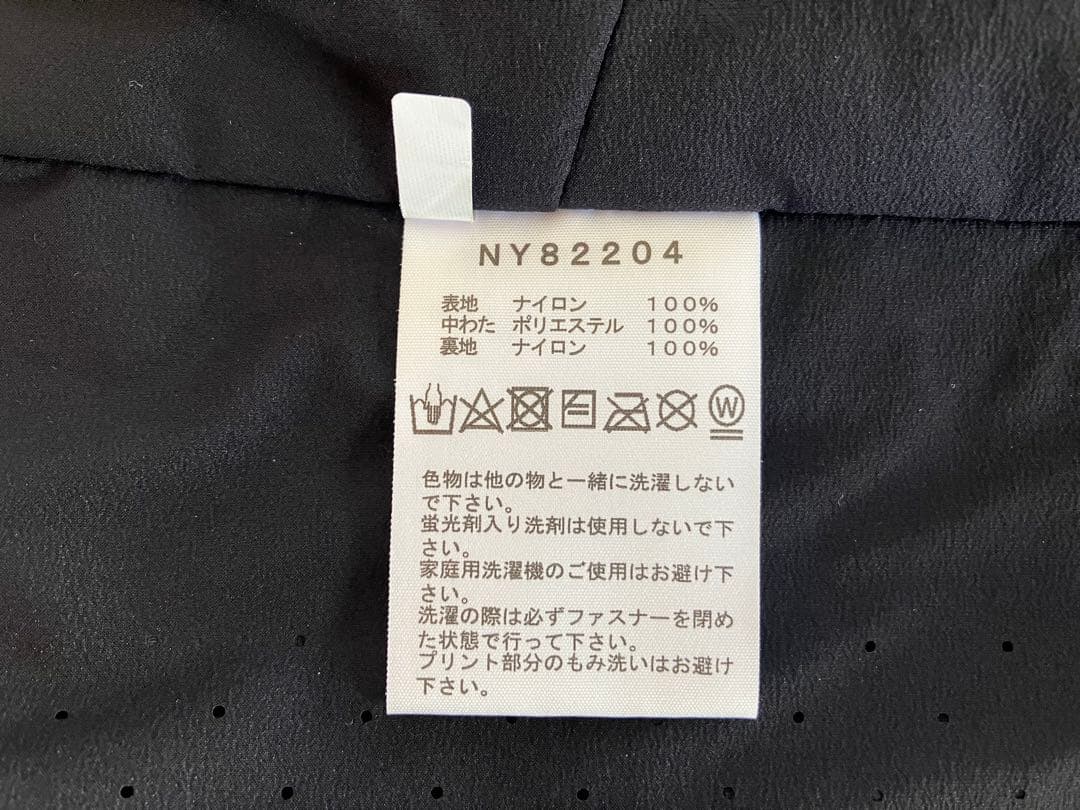 NY82204
表地 ナイロン 100%
中わた ポリエステル 100%
裏地 ナイロン 100%
W
色物は他の物と一緒に洗濯しない
で下さい。
蛍光剤入り洗剤は使用しないで下
さい。
家庭用洗濯機のご使用はお避け下
さい。
洗濯の際は必ずファスナーを閉め
た状態で行って下さい。
プリント部分のもみ洗いはお避け
下さい。